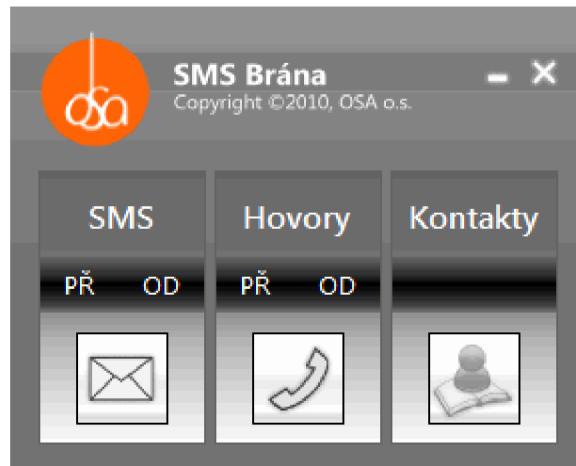 osa
SMS Brána
Copyright ©2010, OSA o.s.
SMS Hovory Kontakty
PŘ OD PŘ OD